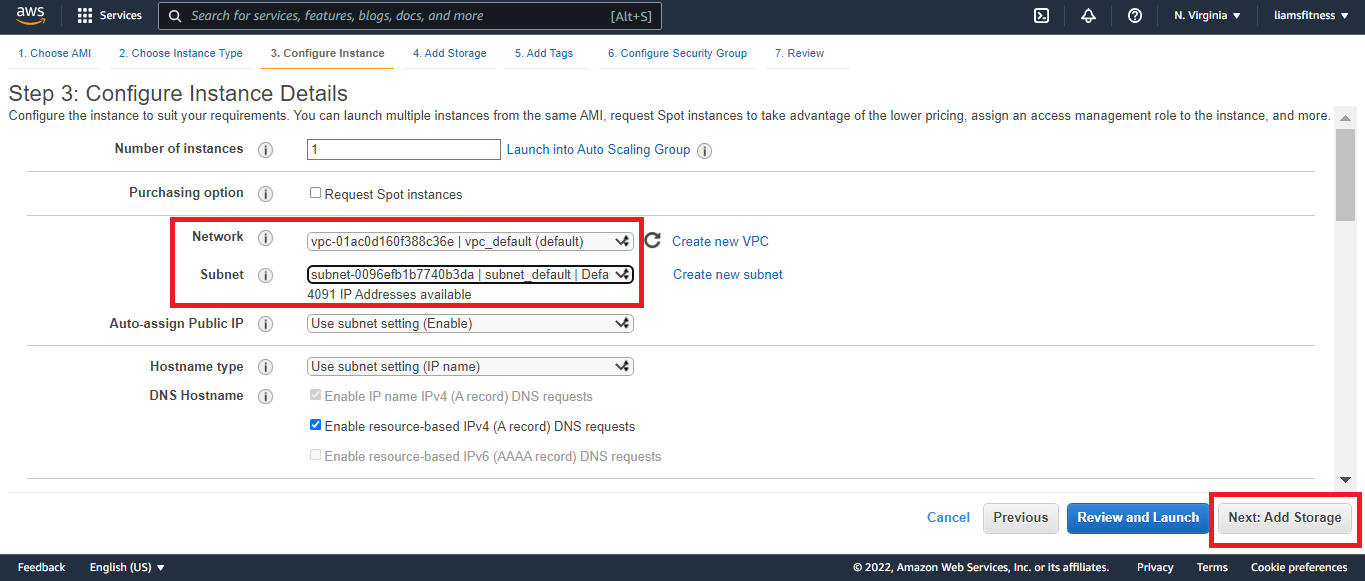 aws Services Search for services, features, blogs, docs, and more [Alt+S] N. Virginia ▼ liamsfitness ▼
1. Choose AMI 2. Choose Instance Type 3. Configure Instance 4. Add Storage 5. Add Tags 6. Configure Security Group 7. Review
Step 3: Configure Instance Details
Configure the instance to suit your requirements. You can launch multiple instances from the same AMI, request Spot instances to take advantage of the lower pricing, assign an access management role to the instance, and more.
Number of instances 1 Launch into Auto Scaling Group
Purchasing option Request Spot instances
Network vpc-01ac0d160f388c36e | vpc_default (default) Create new VPC
Subnet subnet-0096efb1b7740b3da | subnet_default | Defa Create new subnet
4091 IP Addresses available
Auto-assign Public IP Use subnet setting (Enable)
Hostname type Use subnet setting (IP name)
DNS Hostname Enable IP name IPv4 (A record) DNS requests
Enable resource-based IPv4 (A record) DNS requests
Enable resource-based IPv6 (AAAA record) DNS requests
Cancel Previous Review and Launch Next: Add Storage
Feedback English (US) ▼ © 2022, Amazon Web Services, Inc. or its affiliates. Privacy Terms Cookie preferences